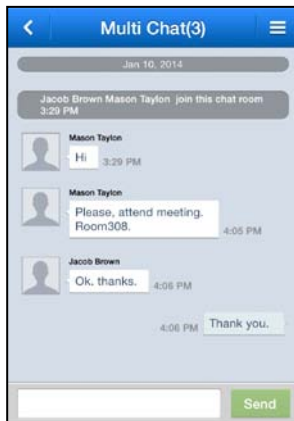 Multi Chat(3)
Jan 10, 2014
Jacob Brown Mason Taylon join this chat room
3:29 PM
Mason Taylon
Hi
3:29 PM
Mason Taylon
Please, attend meeting.
Room308.
4:05 PM
Jacob Brown
Ok. thanks.
4:06 PM
4:06 PM
Thank you.
Send